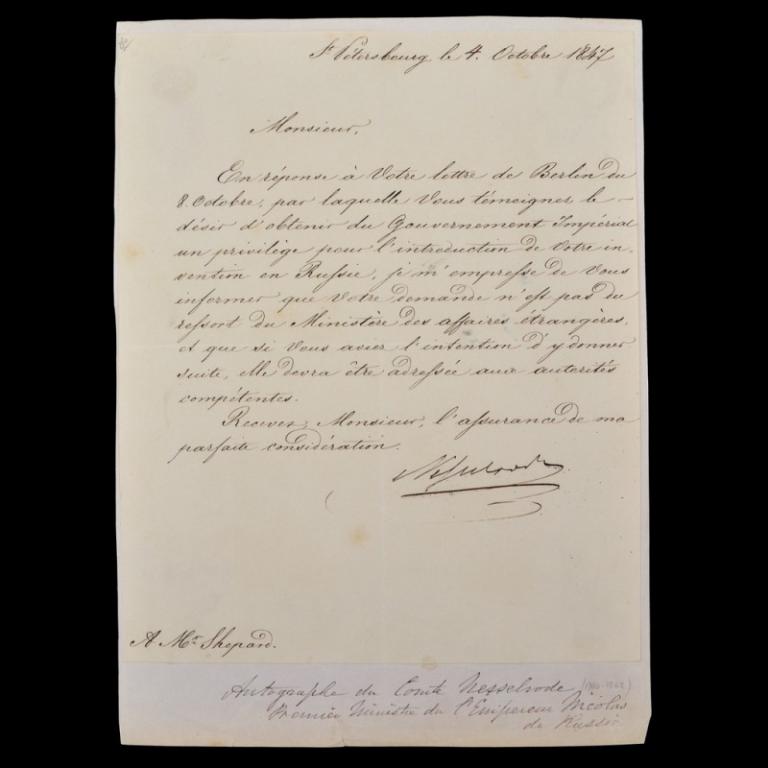 St Pétersbourg le 4. Octobre 1847
Monsieur,
En réponse à Votre lettre de Berlin du
8. Octobre, par laquelle Vous témoignez le –
désir d'obtenir du Gouvernement Impérial
un privilège pour l'introduction de Votre in-
vention en Russie, je m'empresse de Vous
informer que Votre demande n'est pas du
ressort du Ministère des affaires étrangères,
et que si Vous aviez l'intention d'y donner
suite, elle devra être adressée aux autorités
compétentes.
Recevez, Monsieur, l'assurance de ma
parfaite considération.
Nesselrode
A Mr Shepard.
Autographe du Comte Nesselrode
Premier Ministre du l'Empereur Nicolas
de Russie